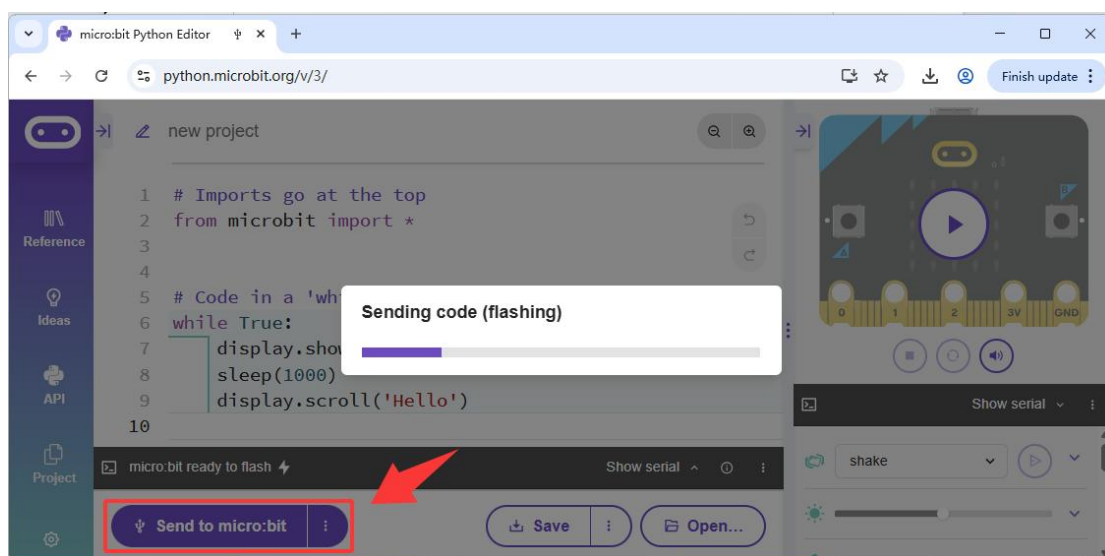 micro:bit Python Editor
python.microbit.org/v/3/
Finish update
new project
Reference
Ideas
API
Project
1 # Imports go at the top
2 from microbit import *
3
4
5 # Code in a 'wh
6 while True:
7 display.sho
8 sleep(1000)
9 display.scroll('Hello')
10
Sending code (flashing)
micro:bit ready to flash
Show serial
Send to micro:bit
Save
Open...
B
A
0 1 2 3V GND
Show serial
shake